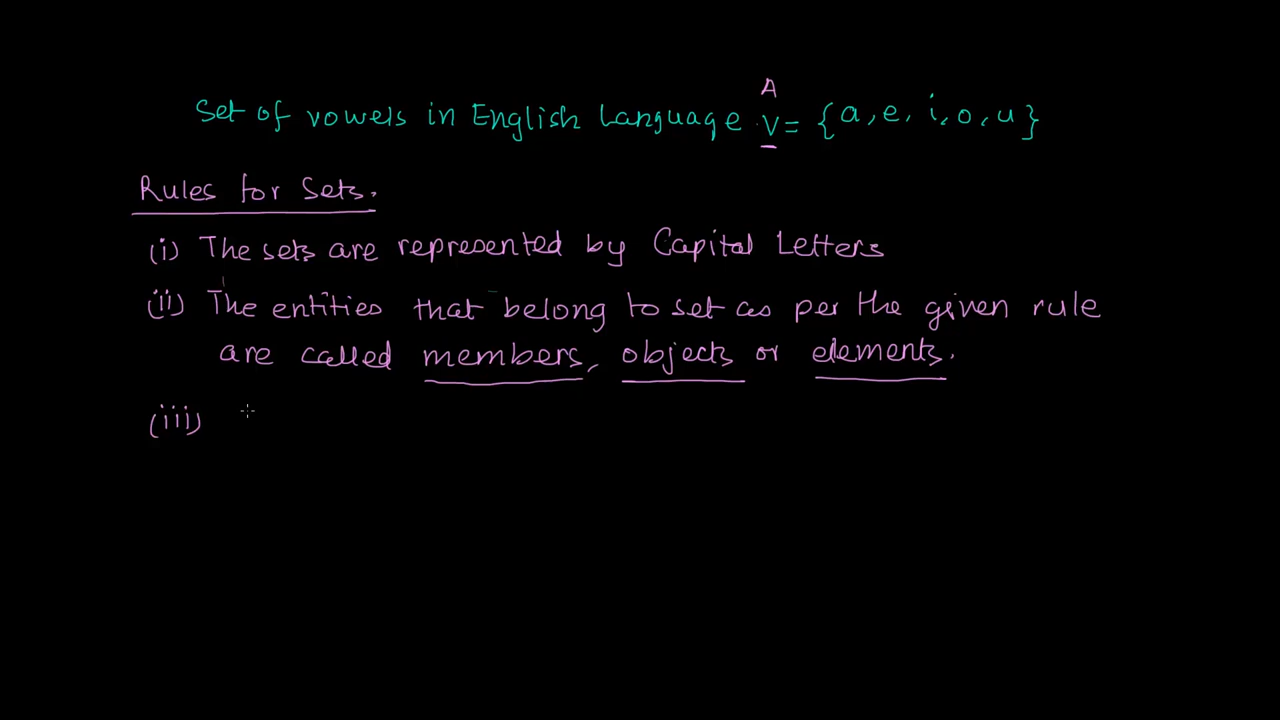 A
Set of vowels in English Language V = {a, e, i, o, u}
Rules for Sets.
(i) The sets are represented by Capital Letters
(ii) The entities that belong to set as per the given rule
are called members, objects or elements.
(iii)